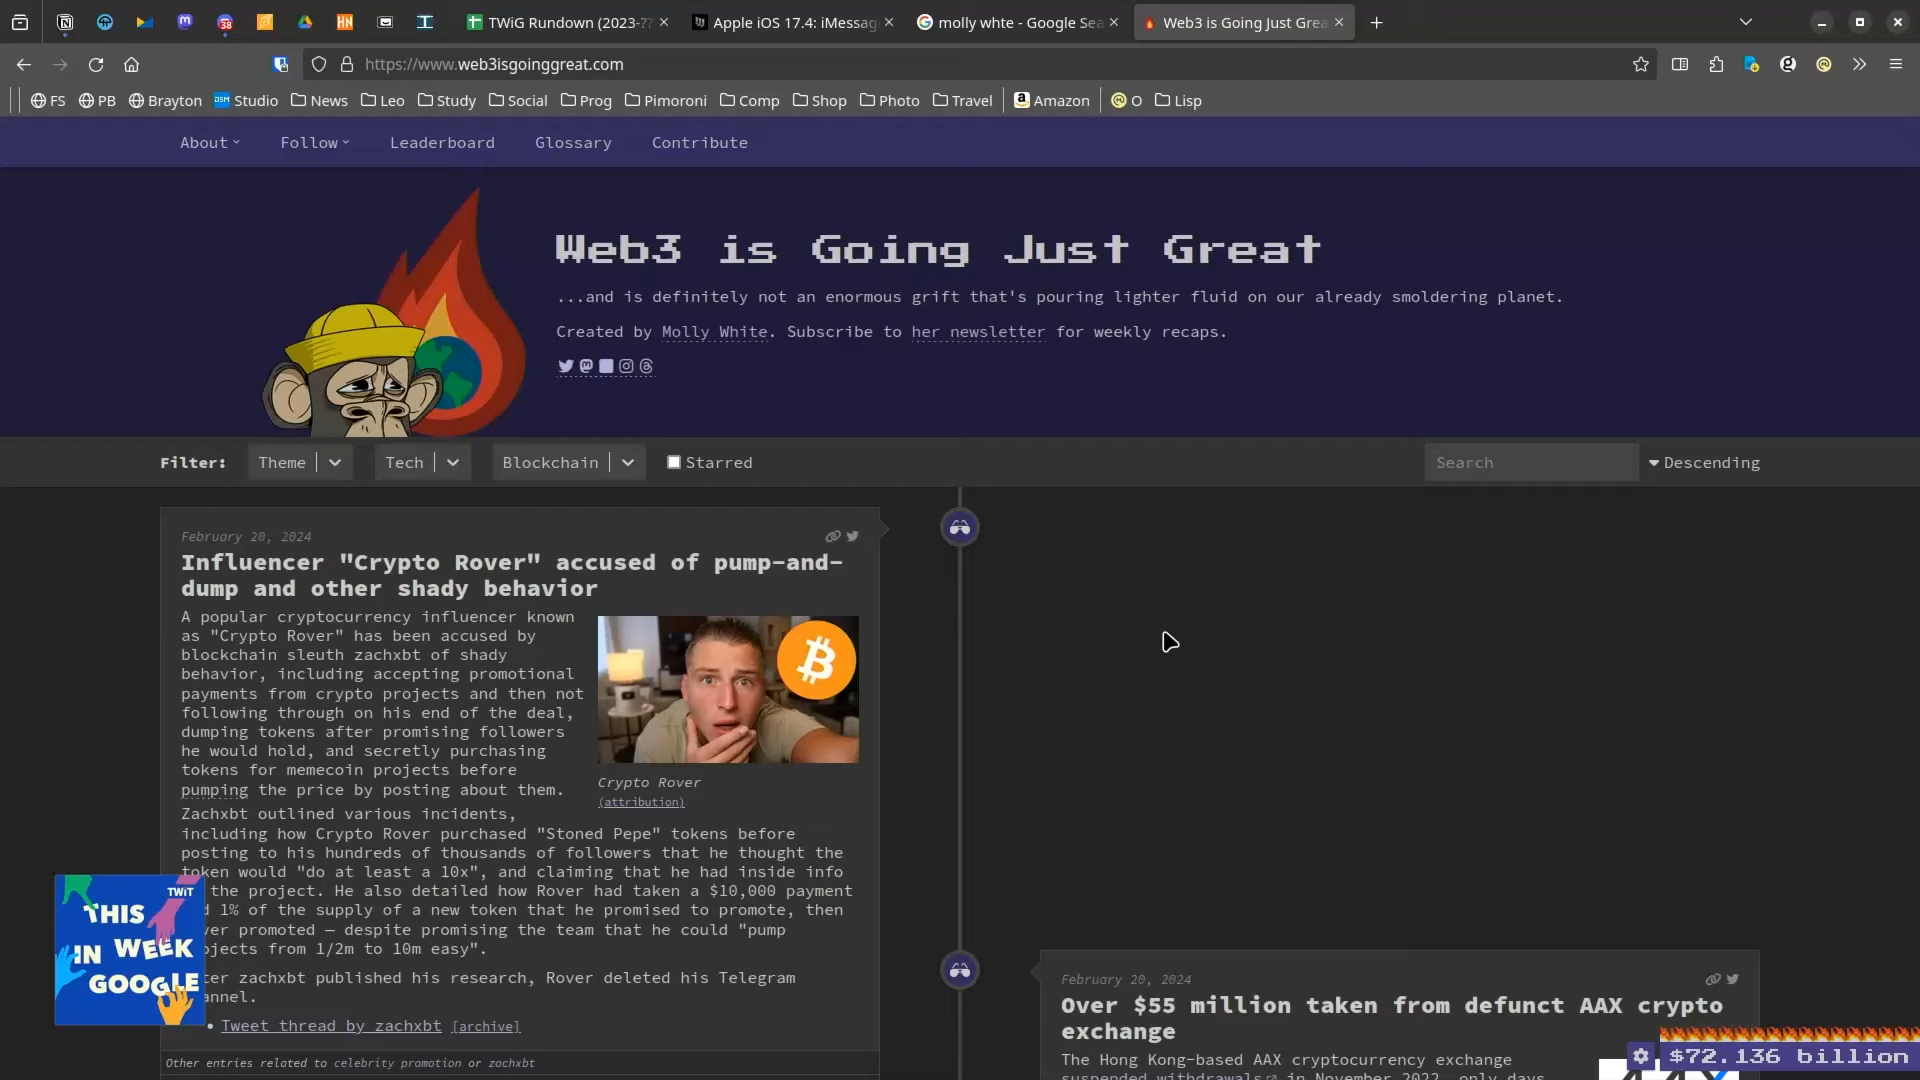 TWiG Rundown (2023-??
Apple iOS 17.4: iMessag
molly whte - Google Sea
Web3 is Going Just Grea
https://www.web3isgoinggreat.com
FS PB Brayton DSM Studio News Leo Study Social Prog Pimoroni Comp Shop Photo Travel Amazon O Lisp
About Follow Leaderboard Glossary Contribute
Web3 is Going Just Great
...and is definitely not an enormous grift that's pouring lighter fluid on our already smoldering planet.
Created by Molly White. Subscribe to her newsletter for weekly recaps.
Filter: Theme Tech Blockchain Starred Search Descending
February 20, 2024
Influencer "Crypto Rover" accused of pump-and-
dump and other shady behavior
A popular cryptocurrency influencer known
as "Crypto Rover" has been accused by
blockchain sleuth zachxbt of shady
behavior, including accepting promotional
payments from crypto projects and then not
following through on his end of the deal,
dumping tokens after promising followers
he would hold, and secretly purchasing
tokens for memecoin projects before
pumping the price by posting about them.
Crypto Rover
(attribution)
Zachxbt outlined various incidents,
including how Crypto Rover purchased "Stoned Pepe" tokens before
posting to his hundreds of thousands of followers that he thought the
token would "do at least a 10x", and claiming that he had inside info
the project. He also detailed how Rover had taken a $10,000 payment
d 1% of the supply of a new token that he promised to promote, then
ver promoted — despite promising the team that he could "pump
ojects from 1/2m to 10m easy".
ter zachxbt published his research, Rover deleted his Telegram
annel.
• Tweet thread by zachxbt [archive]
Other entries related to celebrity promotion or zachxbt
TWiT
THIS
IN WEEK
GOOGLE
February 20, 2024
Over $55 million taken from defunct AAX crypto
exchange
The Hong Kong-based AAX cryptocurrency exchange
suspended withdrawals in November 2022, only days
$72.136 billion